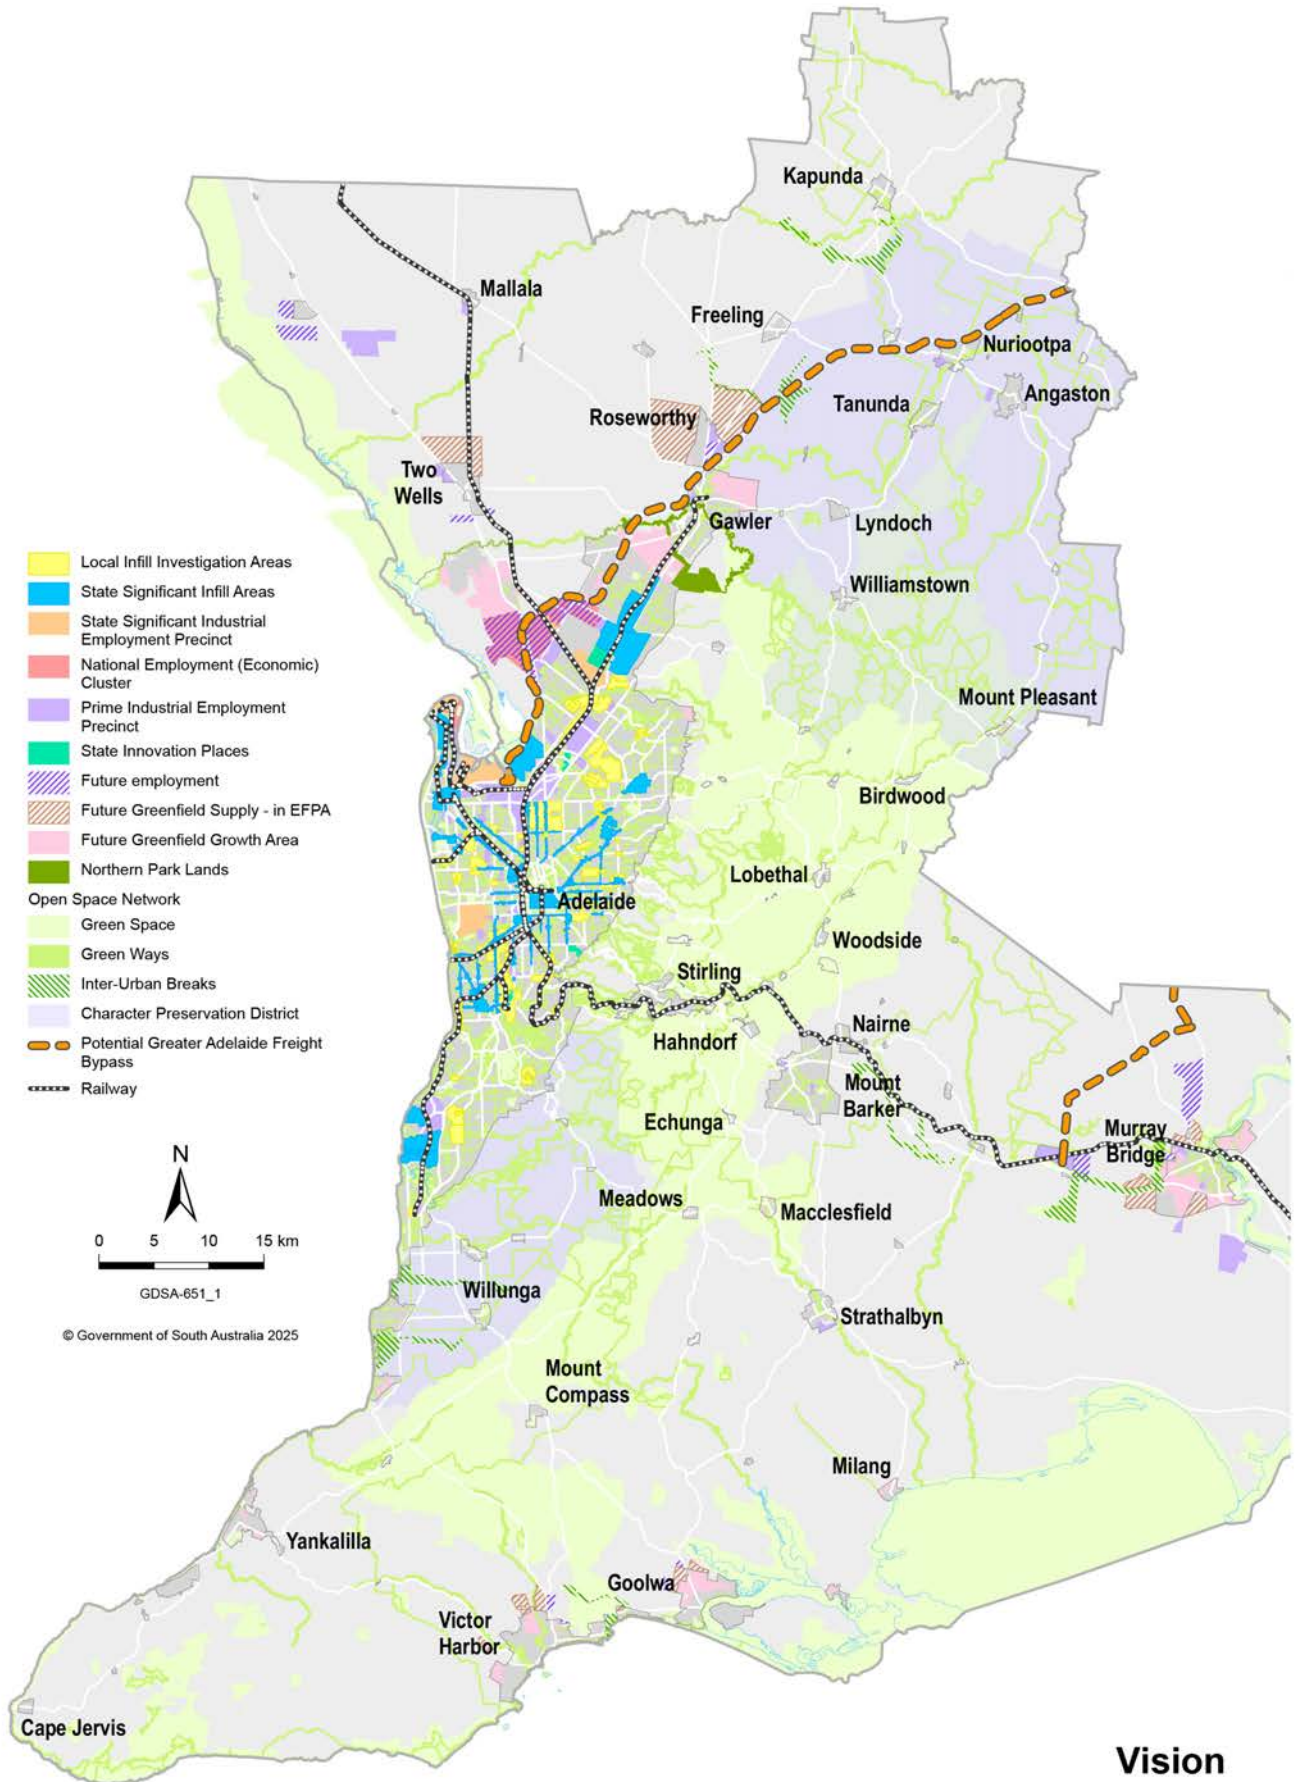 Kapunda
Mallala
Freeling
Nuriootpa
Angaston
Tanunda
Roseworthy
Two
Wells
Gawler
Lyndoch
Williamstown
Mount Pleasant
Local Infill Investigation Areas
State Significant Infill Areas
State Significant Industrial
Employment Precinct
National Employment (Economic)
Cluster
Prime Industrial Employment
Precinct
State Innovation Places
Future employment
Future Greenfield Supply - in EFPA
Future Greenfield Growth Area
Northern Park Lands
Open Space Network
Green Space
Green Ways
Inter-Urban Breaks
Character Preservation District
Potential Greater Adelaide Freight
Bypass
Railway
Birdwood
Lobethal
Adelaide
Woodside
Stirling
Hahndorf
Nairne
Mount
Barker
Echunga
Murray
Bridge
Meadows
Macclesfield
N
0 5 10 15 km
GDSA-651_1
© Government of South Australia 2025
Willunga
Strathalbyn
Mount
Compass
Milang
Yankalilla
Goolwa
Victor
Harbor
Cape Jervis
Vision